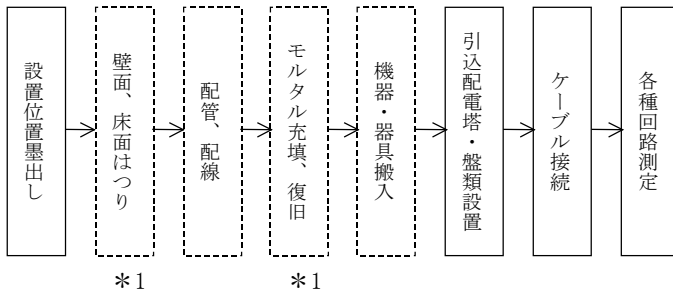 設置位置墨出し
壁面、床面はつり
配管、配線
モルタル充填、復旧
機器・器具搬入
引込配電塔・盤類設置
ケーブル接続
各種回路測定
＊1
＊1